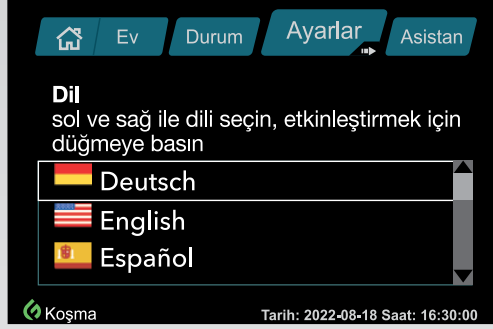 Ev
Durum
Ayarlar
Asistan
Dil
sol ve sağ ile dili seçin, etkinleştirmek için
düğmeye basın
Deutsch
English
Español
Koşma
Tarih: 2022-08-18 Saat: 16:30:00